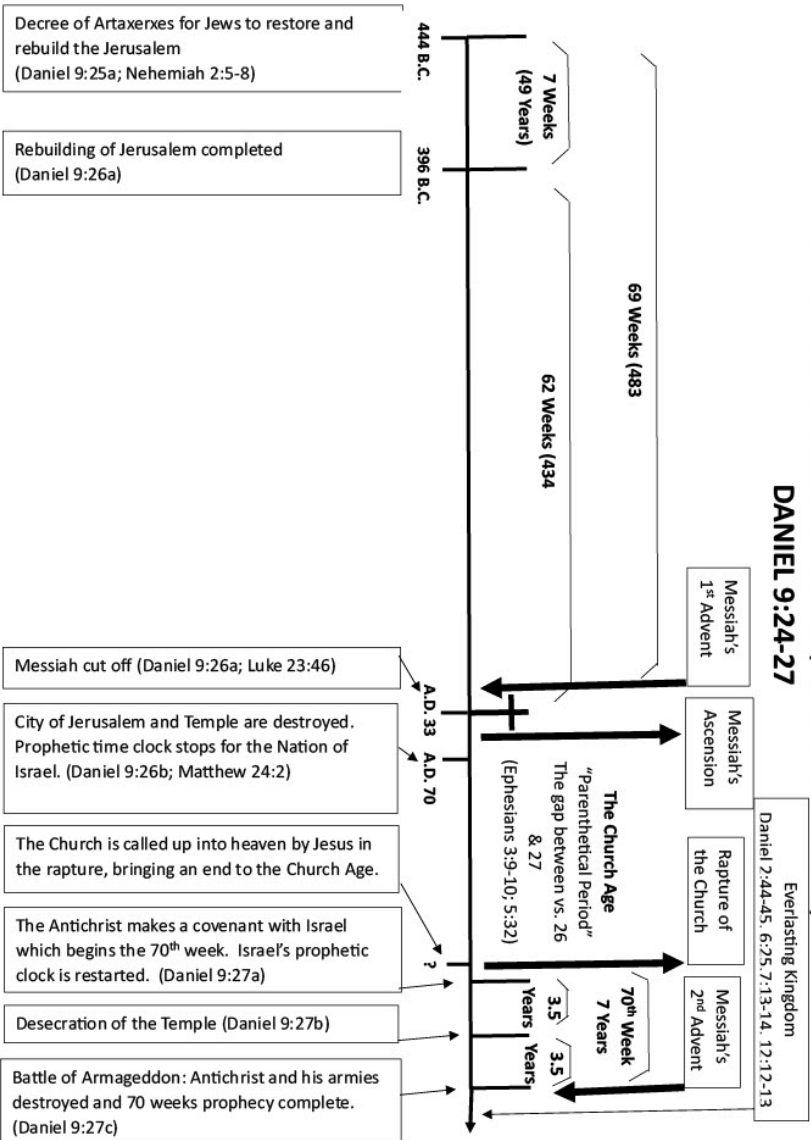 DANIEL 9:24-27
Everlasting Kingdom
Daniel 2:44-45. 6:25.7:13-14. 12:12-13
Messiah's
1st Advent
Messiah's
Ascension
Rapture of
the Church
Messiah's
2nd Advent
69 Weeks (483
7 Weeks
(49 Years)
62 Weeks (434
The Church Age
"Parenthetical Period"
The gap between vs. 26
& 27
(Ephesians 3:9-10; 5:32)
70th Week
7 Years
3.5
Years
3.5
Years
444 B.C.
396 B.C.
A.D. 33
A.D. 70
?
Decree of Artaxerxes for Jews to restore and
rebuild the Jerusalem
(Daniel 9:25a; Nehemiah 2:5-8)
Rebuilding of Jerusalem completed
(Daniel 9:26a)
Messiah cut off (Daniel 9:26a; Luke 23:46)
City of Jerusalem and Temple are destroyed.
Prophetic time clock stops for the Nation of
Israel. (Daniel 9:26b; Matthew 24:2)
The Church is called up into heaven by Jesus in
the rapture, bringing an end to the Church Age.
The Antichrist makes a covenant with Israel
which begins the 70th week. Israel's prophetic
clock is restarted. (Daniel 9:27a)
Desecration of the Temple (Daniel 9:27b)
Battle of Armageddon: Antichrist and his armies
destroyed and 70 weeks prophecy complete.
(Daniel 9:27c)